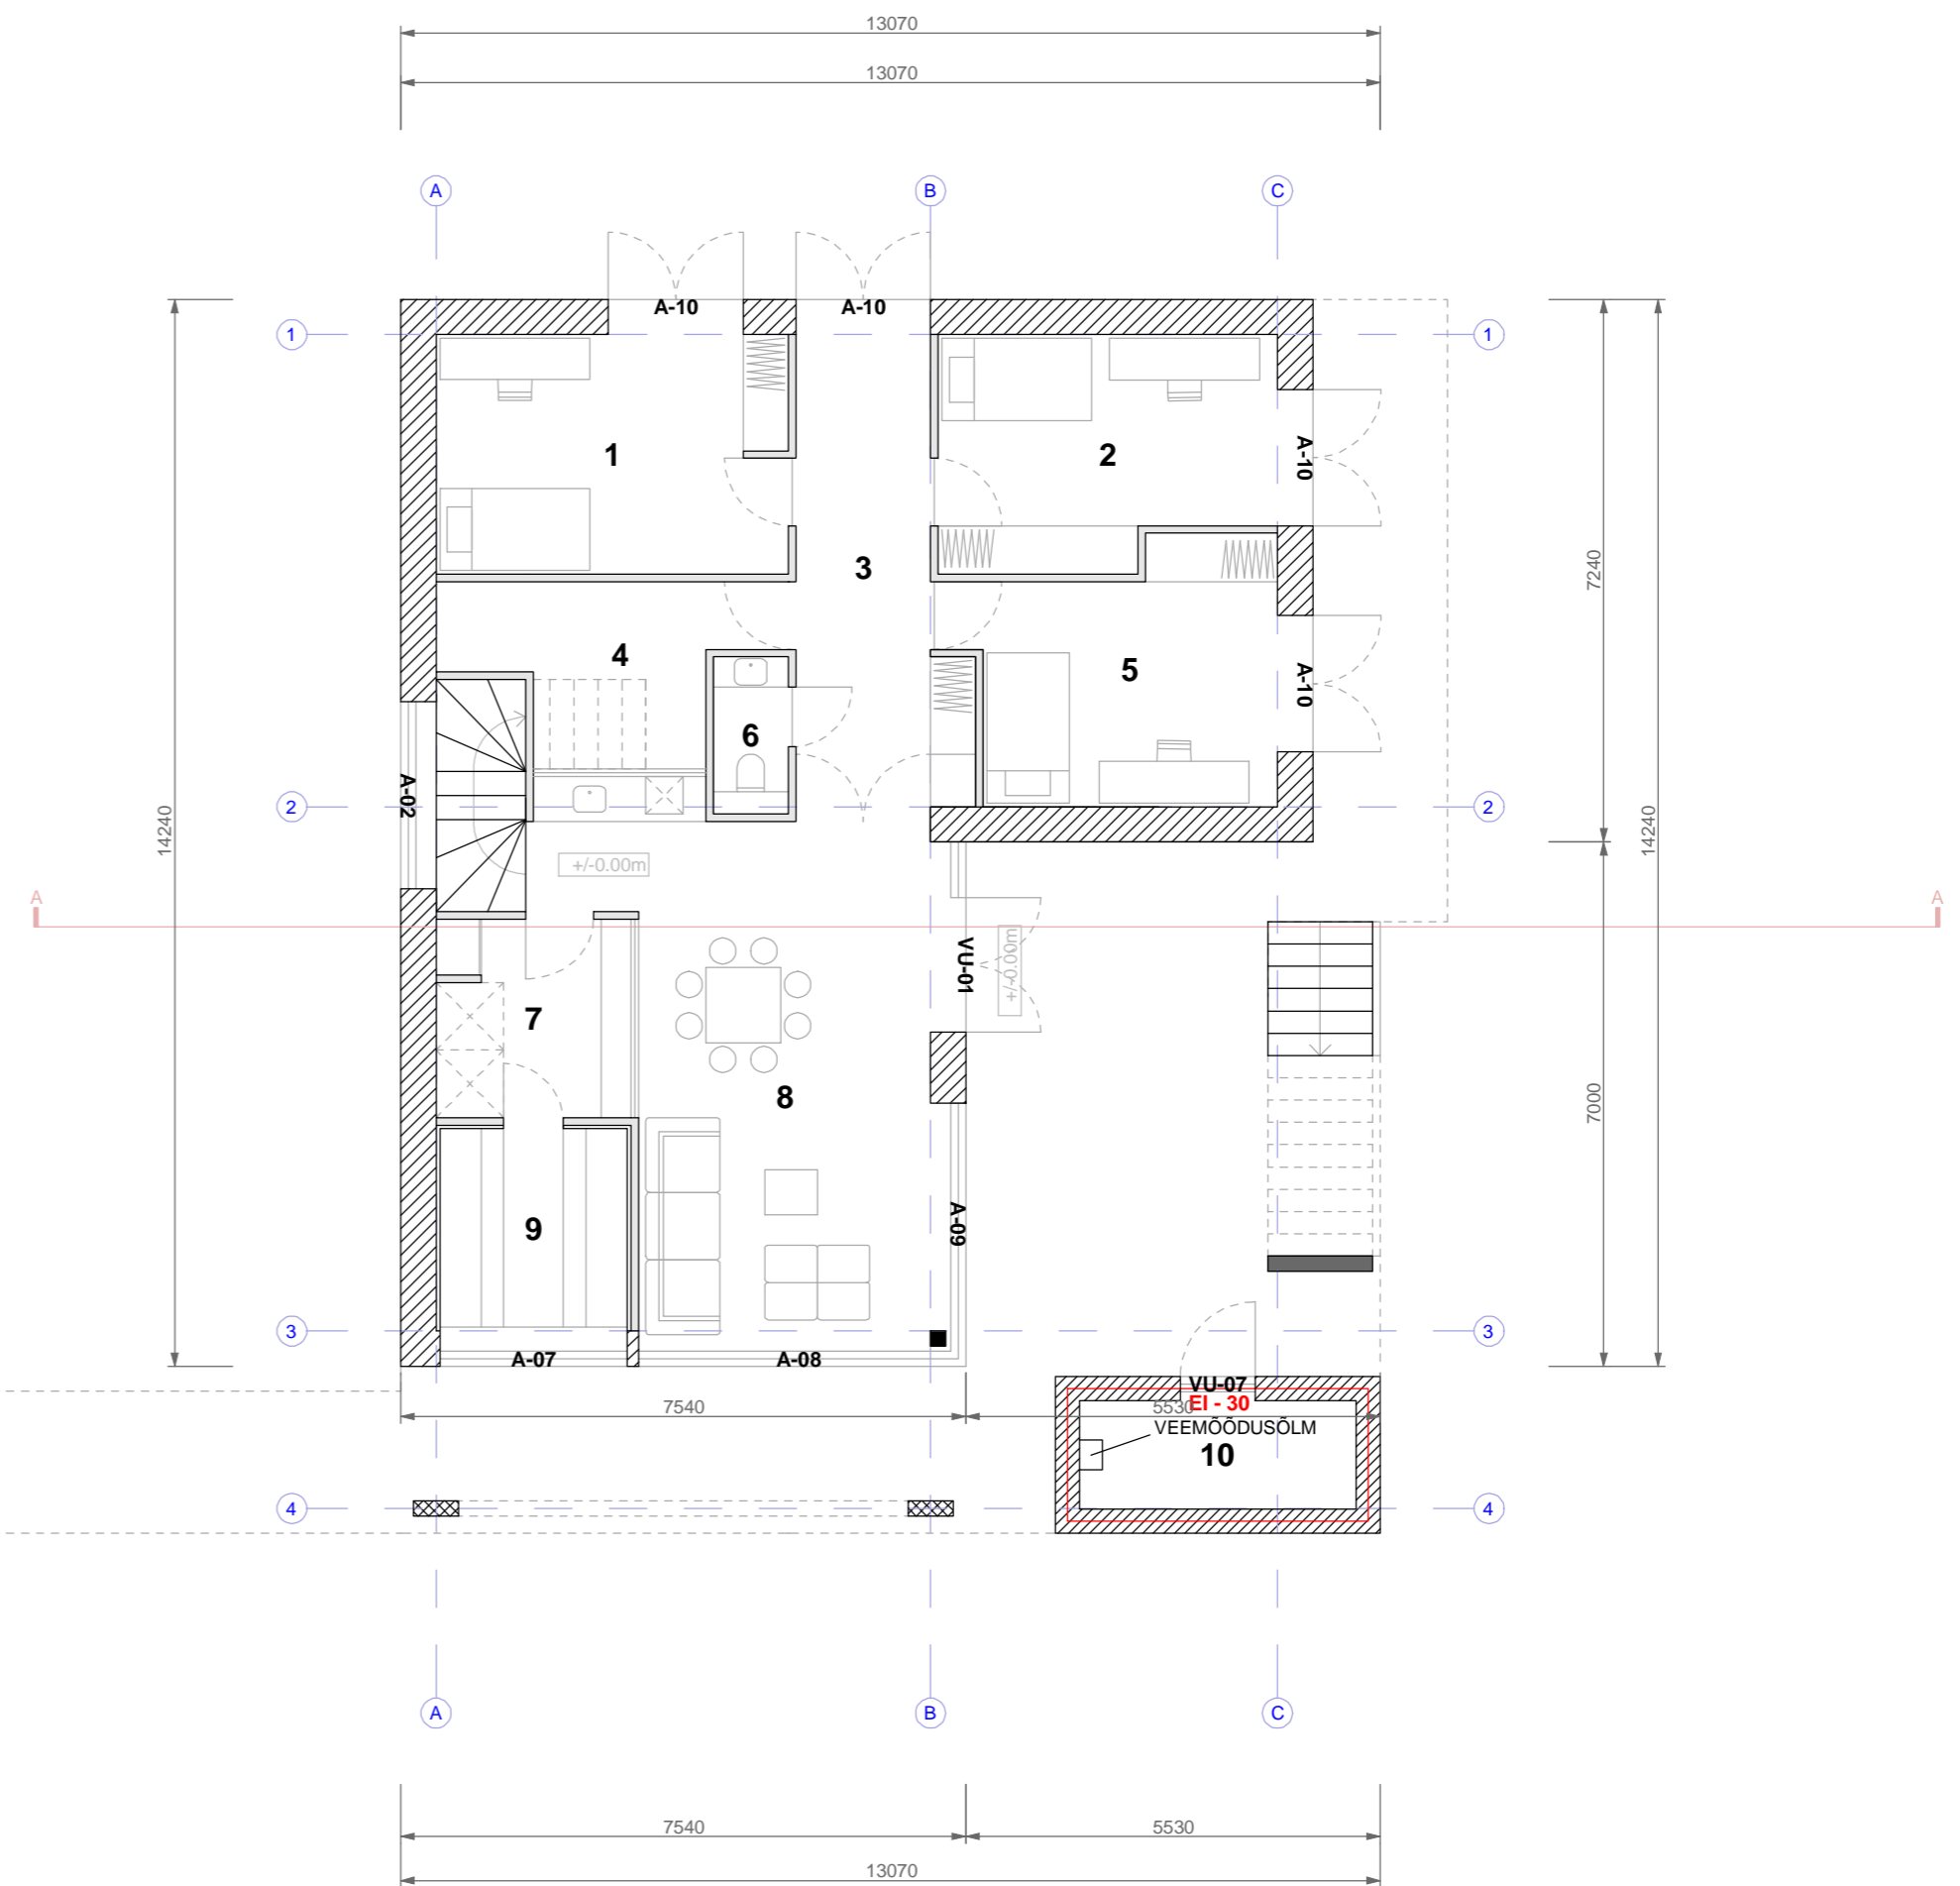 13070
13070
A
B
C
A-10
A-10
1
1
1
2
A-10
7240
3
4
5
A-10
6
A-02
2
2
14240
14240
+/-0.00m
A
A
VU-01
+/-0.00m
7
8
7000
9
A-09
3
3
A-07
A-08
VU-07
EI - 30
7540
5530
VEEMÕÕDUSÕLM
10
4
4
A
B
C
7540
5530
13070